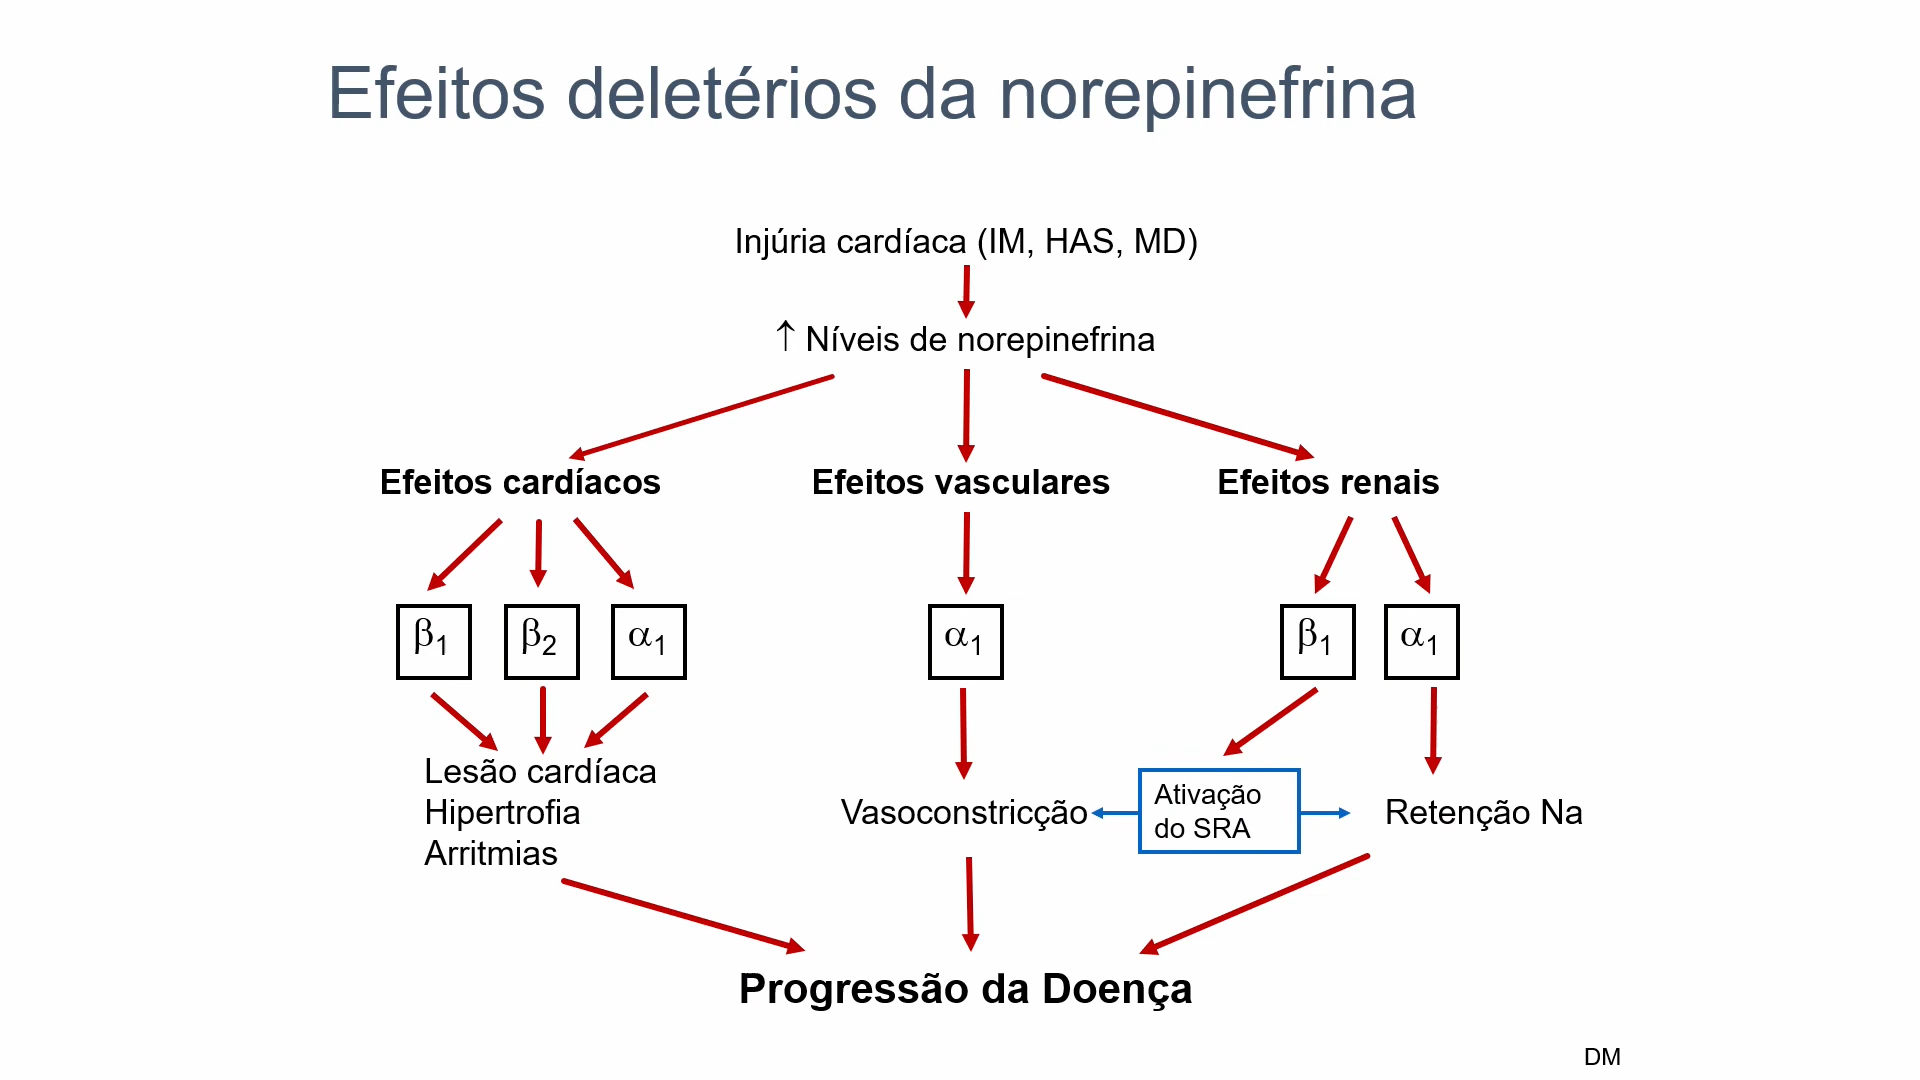 Efeitos deletérios da norepinefrina
Injúria cardíaca (IM, HAS, MD)
↑ Níveis de norepinefrina
Efeitos cardíacos
Efeitos vasculares
Efeitos renais
β1
β2
α1
α1
β1
α1
Lesão cardíaca
Hipertrofia
Arritmias
Vasoconstricção
Ativação
do SRA
Retenção Na
Progressão da Doença
DM